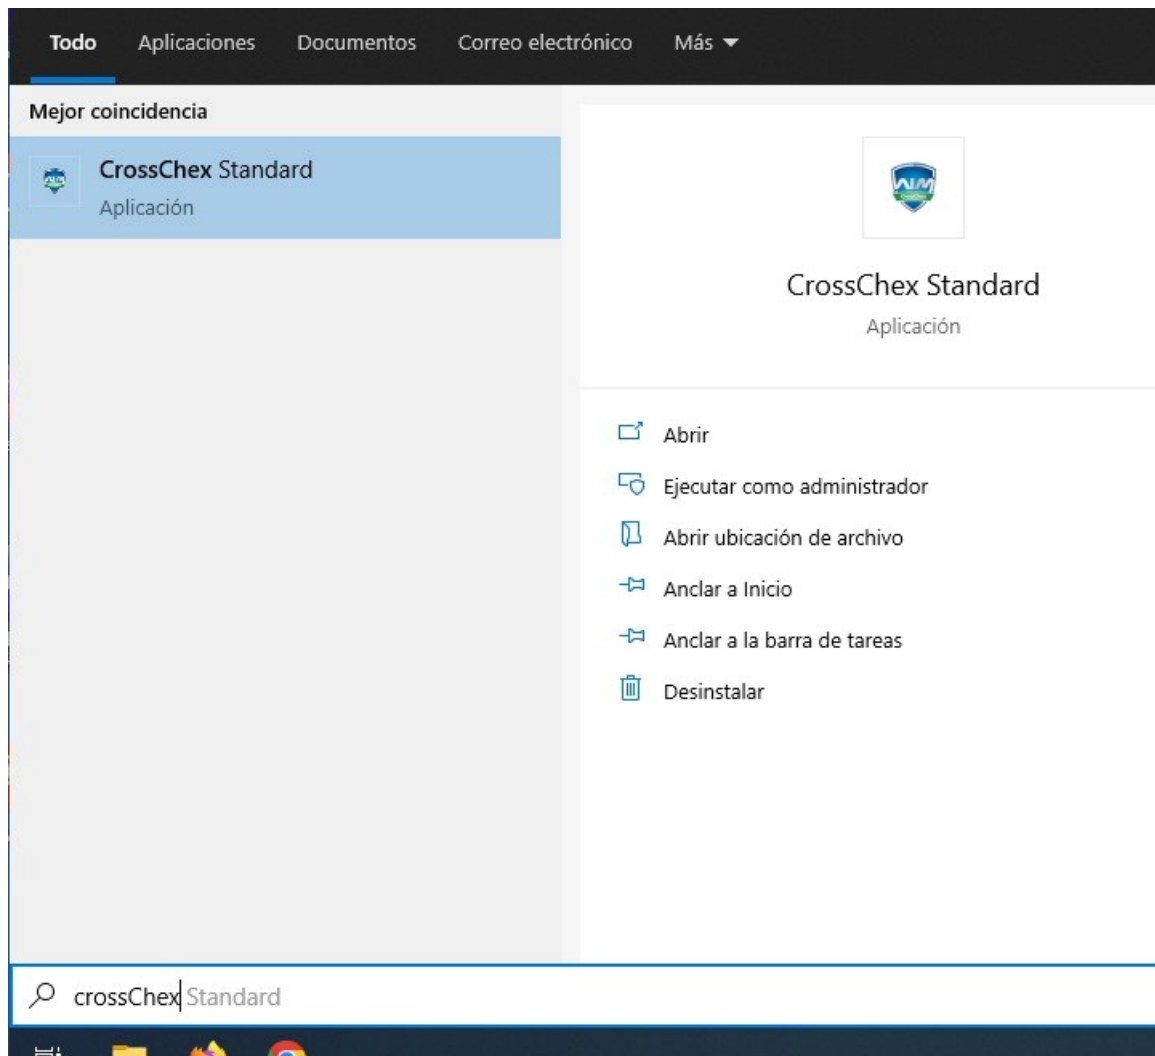 Todo Aplicaciones Documentos Correo electrónico Más
Mejor coincidencia
CrossChex Standard
Aplicación
CrossChex Standard
Aplicación
Abrir
Ejecutar como administrador
Abrir ubicación de archivo
Anclar a Inicio
Anclar a la barra de tareas
Desinstalar
crossChex Standard